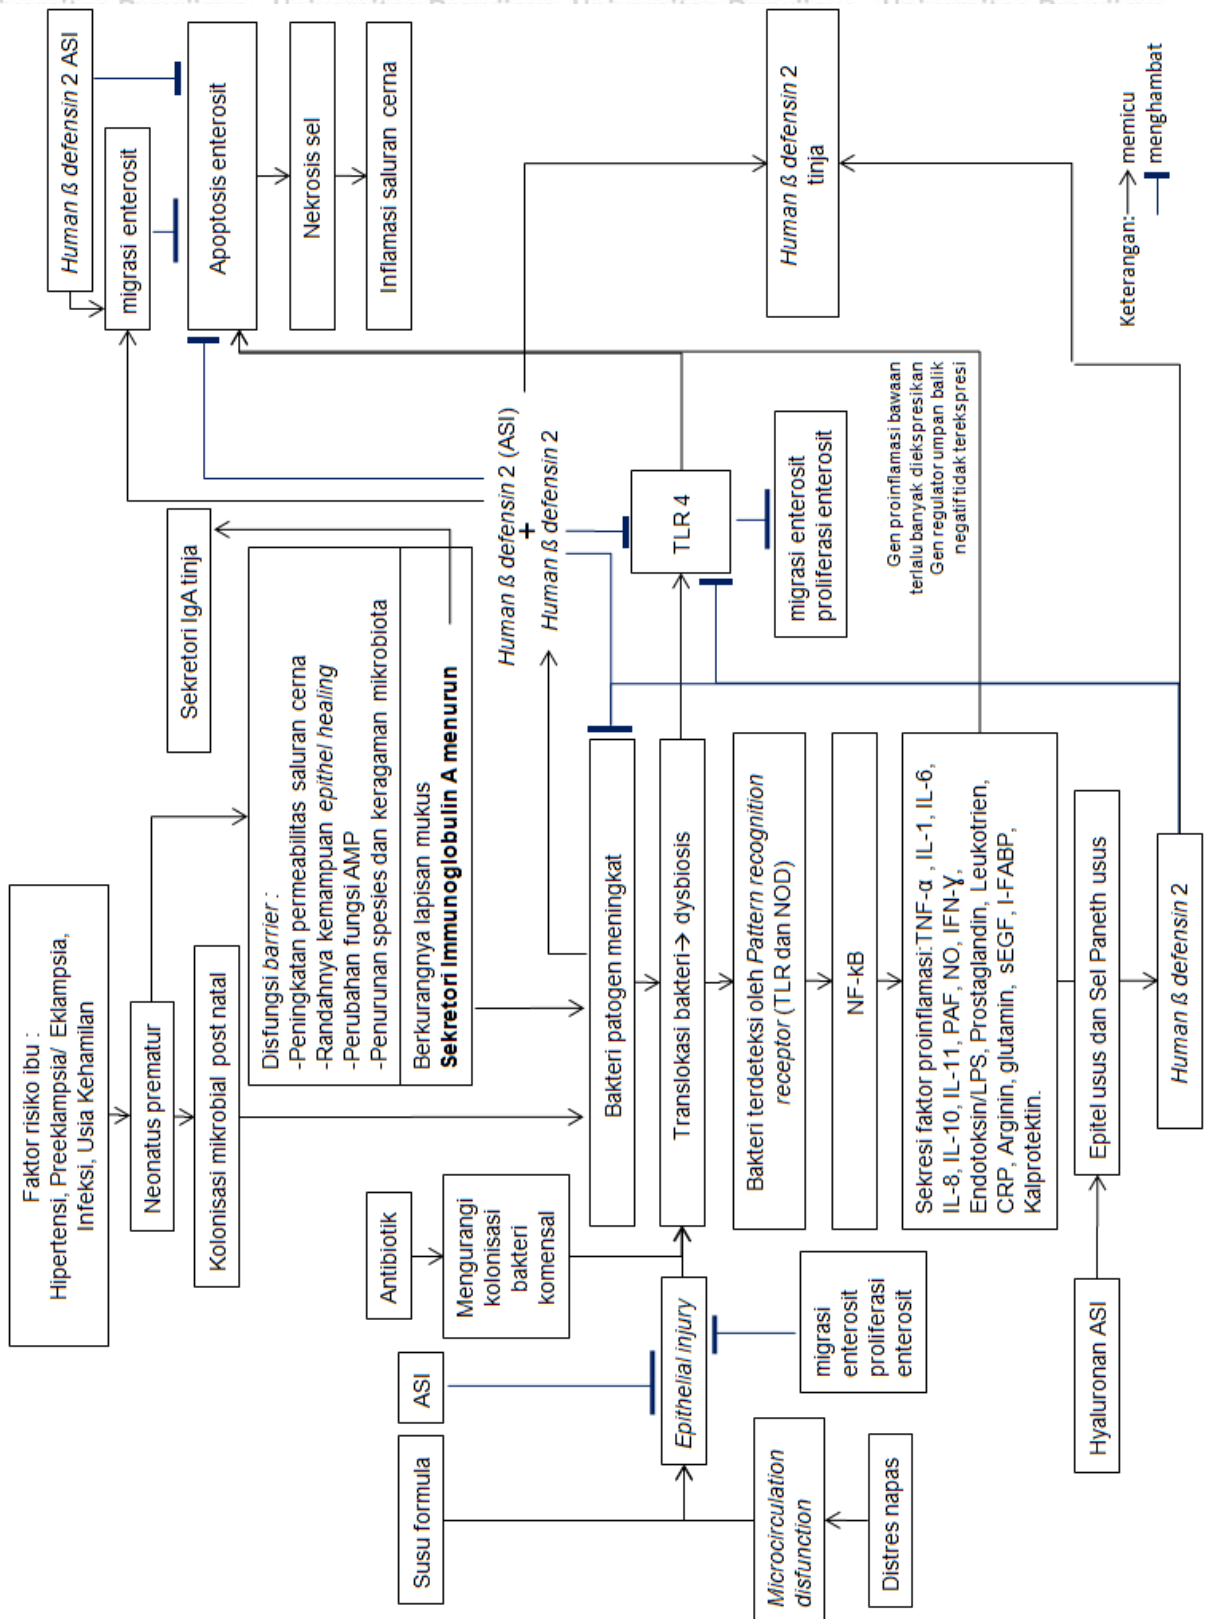 Faktor risiko ibu :
Hipertensi, Preeklampsia/ Eklampsia,
Infeksi, Usia Kehamilan
Neonatus prematur
Kolonisasi mikrobial post natal
Disfungsi barrier :
-Peningkatan permeabilitas saluran cerna
-Randahnya kemampuan epithel healing
-Perubahan fungsi AMP
-Penurunan spesies dan keragaman mikrobiota
Berkurangnya lapisan mukus
Sekretori Immunoglobulin A menurun
Sekretori IgA tinja
Human ß defensin 2 ASI
migrasi enterosit
Apoptosis enterosit
Nekrosis sel
Inflamasi saluran cerna
Susu formula
ASI
Antibiotik
Mengurangi
kolonisasi
bakteri
komensal
Human ß defensin 2 (ASI)
+
Human ß defensin 2
Bakteri patogen meningkat
Epithelial injury
Translokasi bakteri→ dysbiosis
TLR 4
Bakteri terdeteksi oleh Pattern recognition
receptor (TLR dan NOD)
migrasi enterosit
proliferasi enterosit
Human ß defensin 2
tinja
Microcirculation
disfunction
migrasi
enterosit
proliferasi
enterosit
NF-kB
Distres napas
Sekresi faktor proinflamasi:TNF-α , IL-1, IL-6,
IL-8, IL-10, IL-11, PAF, NO, IFN-ɣ,
Endotoksin/LPS, Prostaglandin, Leukotrien,
CRP, Arginin, glutamin, sEGF, I-FABP,
Kalprotektin.
Gen proinflamasi bawaan
terlalu banyak diekspresikan
Gen regulator umpan balik
negatif tidak terekspresi
Hyaluronan ASI
Epitel usus dan Sel Paneth usus
Human ß defensin 2
Keterangan: memicu
menghambat